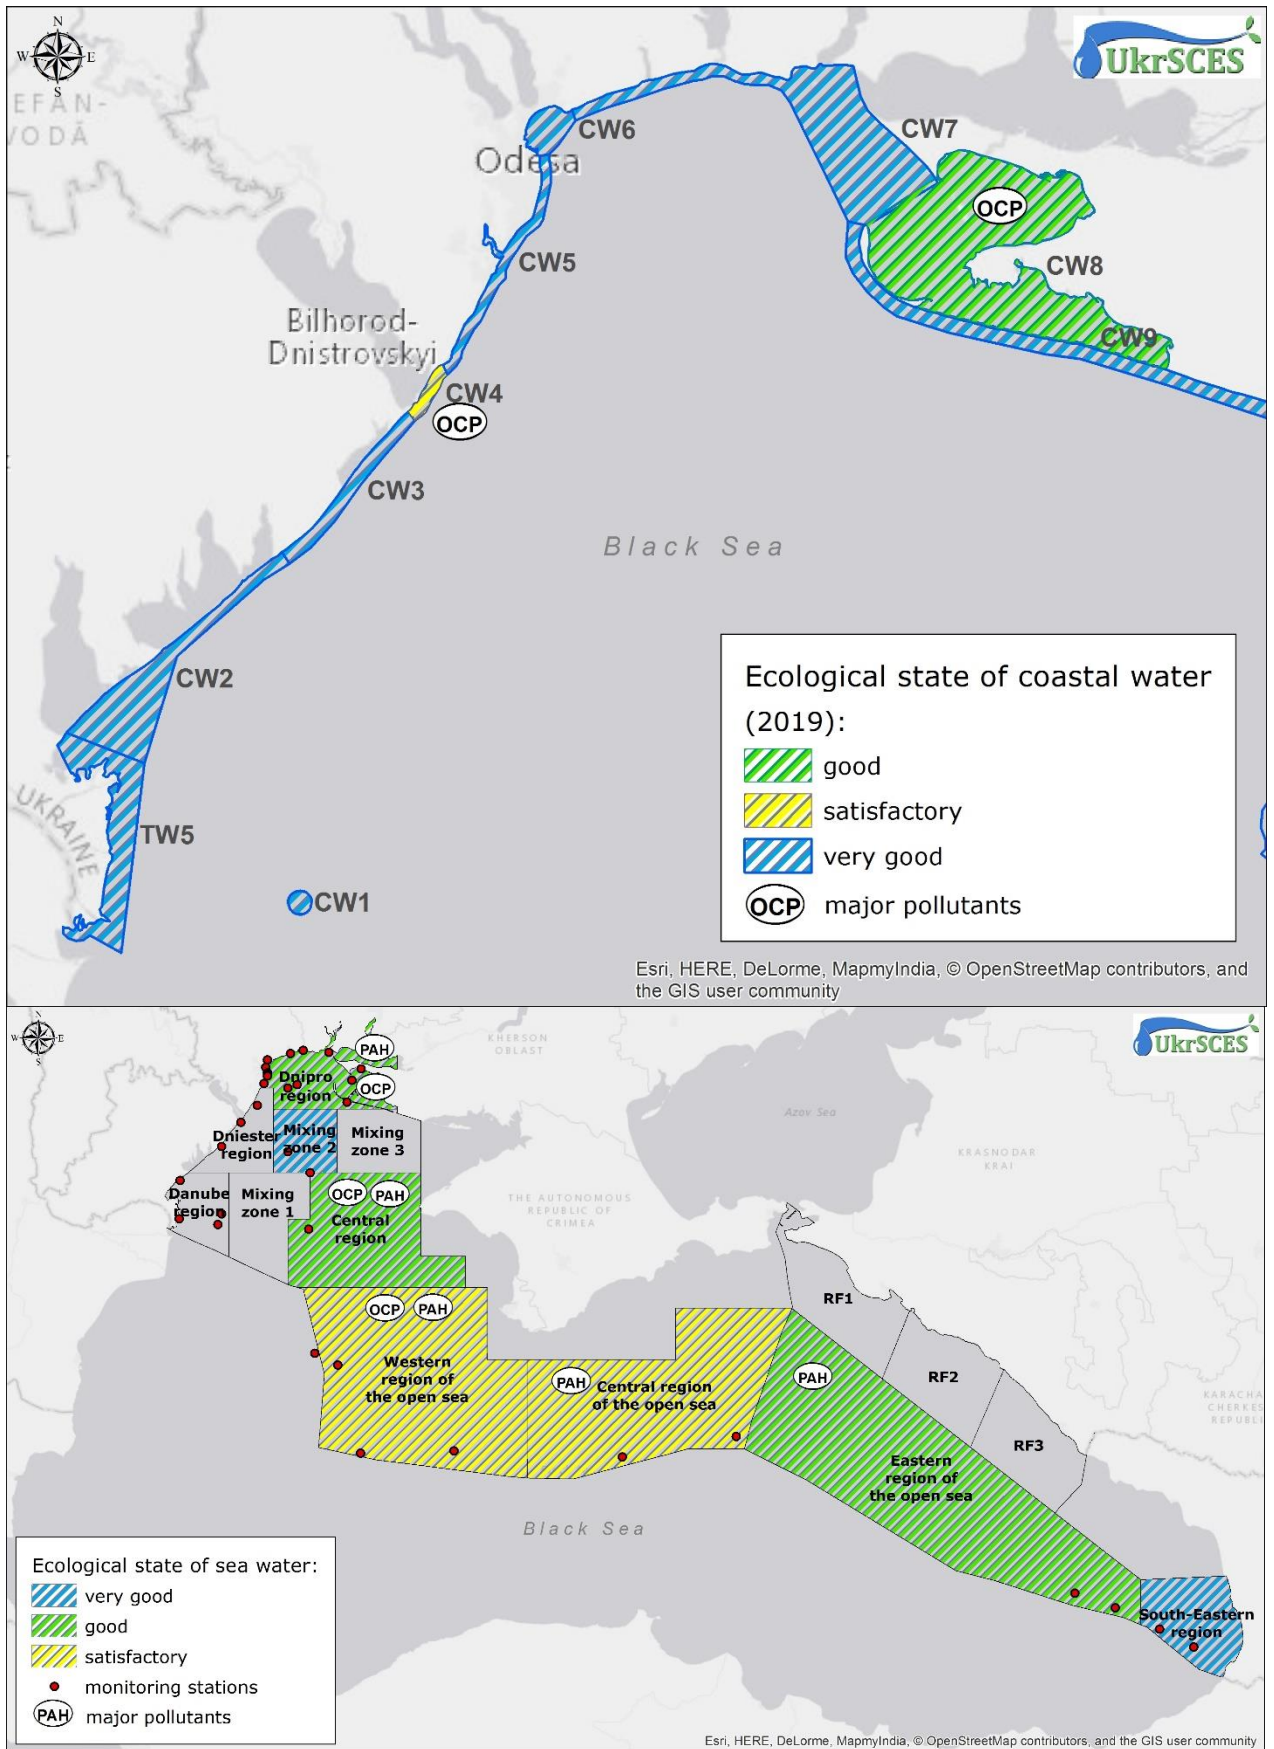 N
W E
S
UkrSCES
EFAN-
VODĂ
CW6
CW7
Odesa
OCP
CW5
CW8
Bilhorod-
Dnistrovskyi
CW9
CW4
OCP
CW3
Black Sea
CW2
UKRAINE
TW5
CW1
Ecological state of coastal water
(2019):
good
satisfactory
very good
OCP major pollutants
Esri, HERE, DeLorme, MapmyIndia, © OpenStreetMap contributors, and
the GIS user community
N
W E
S
UkrSCES
KHERSON
OBLAST
PAH
Dnipro
region
OCP
Azov Sea
Dniester
region
Mixing
zone 2
Mixing
zone 3
KRASNODAR
KRAI
Danube
region
Mixing
zone 1
OCP PAH
Central
region
THE AUTONOMOUS
REPUBLIC OF
CRIMEA
RF1
OCP PAH
Western
region of
the open sea
PAH
Central region
of the open sea
PAH
RF2
KARACHA
CHERKES
REPUBLI
RF3
Eastern
region of
the open sea
Black Sea
South-Eastern
region
Ecological state of sea water:
very good
good
satisfactory
monitoring stations
PAH major pollutants
Esri, HERE, DeLorme, MapmyIndia, © OpenStreetMap contributors, and the GIS user community